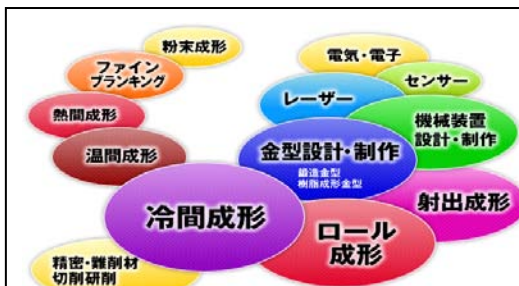 粉末成形
ファイン
ブランキング
熱間成形
温間成形
冷間成形
精密・難削材
切削研削
電気・電子
センサー
レーザー
機械装置
設計・制作
金型設計・制作
鍛造金型
樹脂成形金型
射出成形
ロール
成形